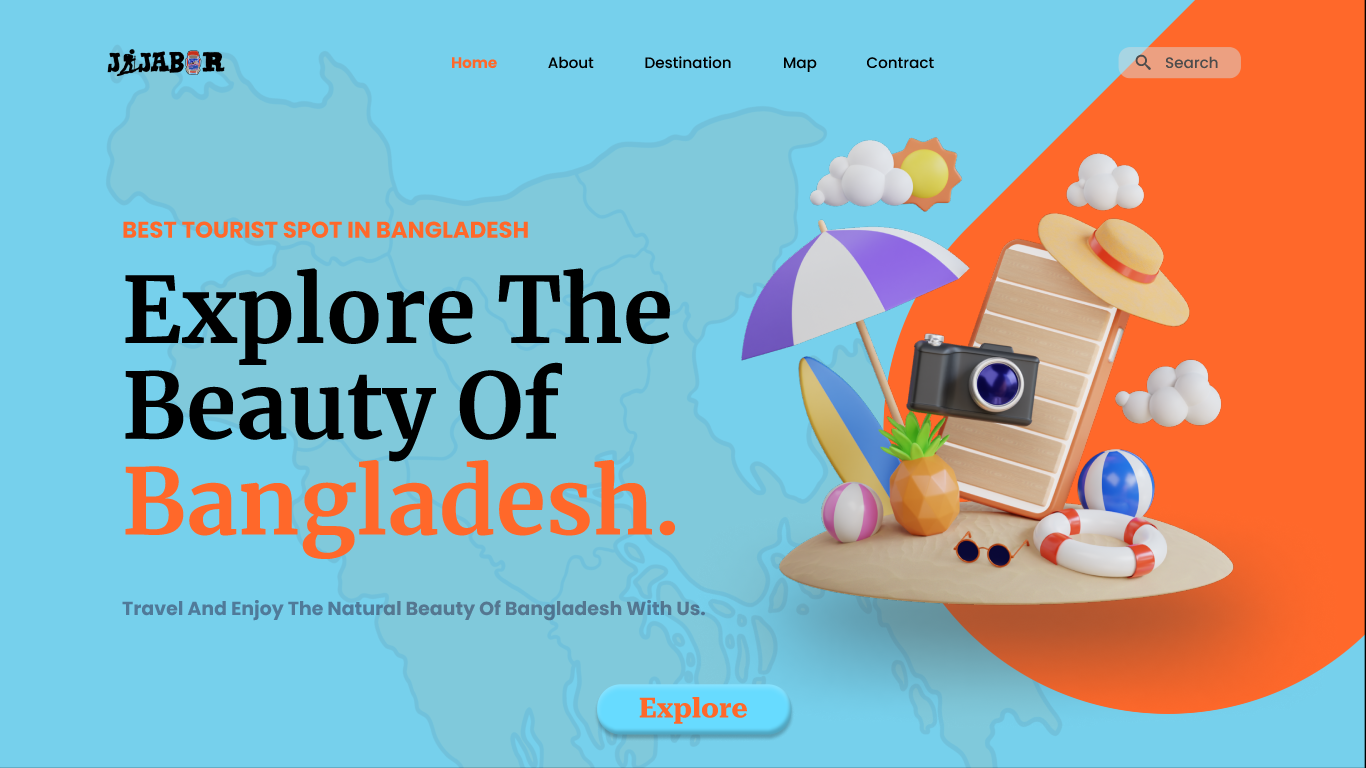 JAJABOR
Home About Destination Map Contract Search
BEST TOURIST SPOT IN BANGLADESH
Explore The
Beauty Of
Bangladesh.
Travel And Enjoy The Natural Beauty Of Bangladesh With Us.
Explore